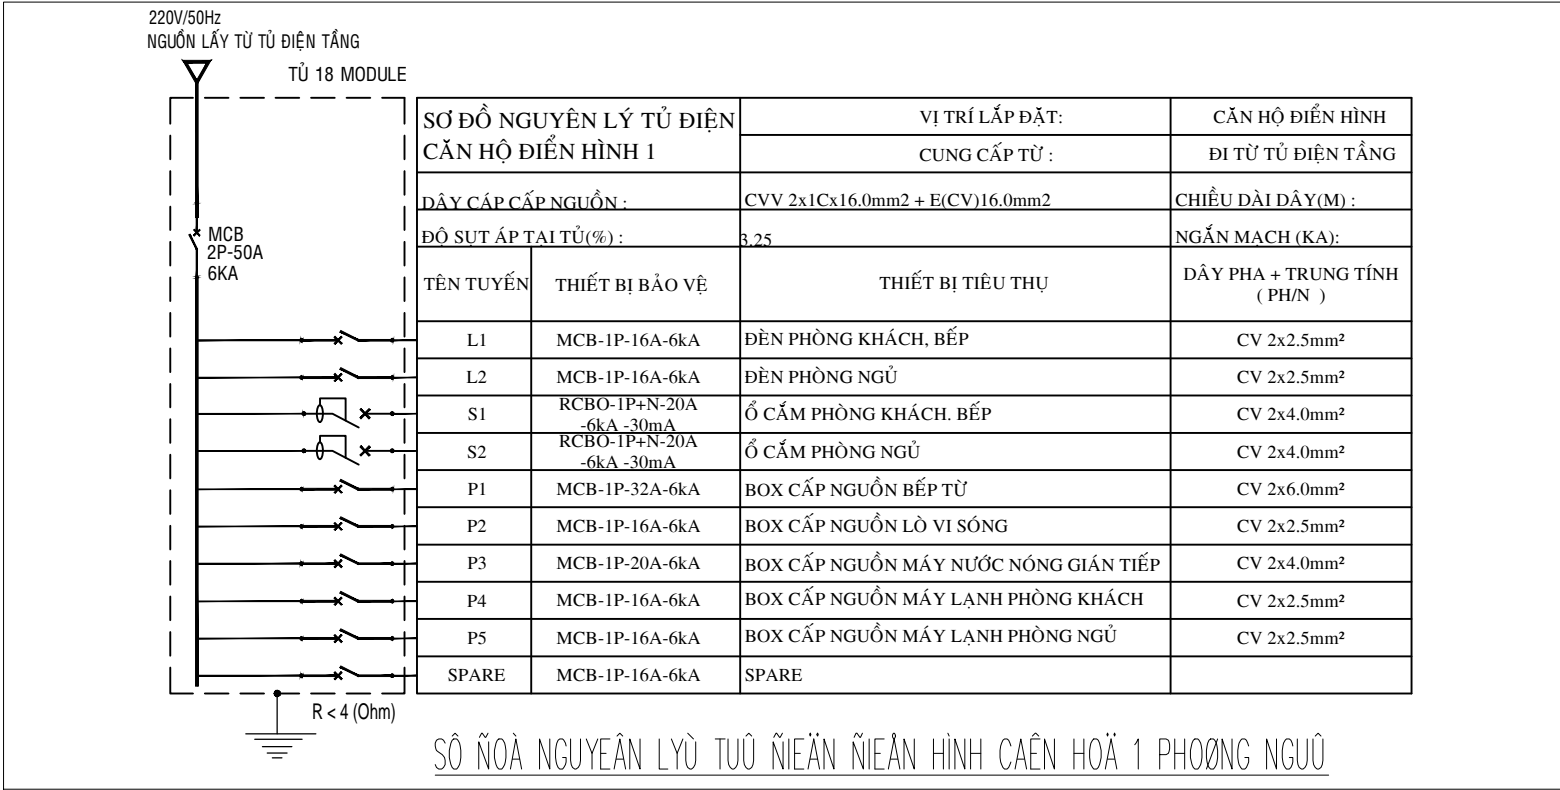 220V/50Hz
NGUỒN LẤY TỪ TỦ ĐIỆN TẦNG
TỦ 18 MODULE
MCB
2P-50A
6KA
SƠ ĐỒ NGUYÊN LÝ TỦ ĐIỆN
CĂN HỘ ĐIỂN HÌNH 1
VỊ TRÍ LẮP ĐẶT:
CĂN HỘ ĐIỂN HÌNH
CUNG CẤP TỪ :
ĐI TỪ TỦ ĐIỆN TẦNG
DÂY CÁP CẤP NGUỒN :
CVV 2x1Cx16.0mm2 + E(CV)16.0mm2
CHIỀU DÀI DÂY(M) :
ĐỘ SỤT ÁP TẠI TỦ(%) :
3.25
NGẮN MẠCH (KA):
TÊN TUYẾN
THIẾT BỊ BẢO VỆ
THIẾT BỊ TIÊU THỤ
DÂY PHA + TRUNG TÍNH
( PH/N )
L1
MCB-1P-16A-6kA
ĐÈN PHÒNG KHÁCH, BẾP
CV 2x2.5mm²
L2
MCB-1P-16A-6kA
ĐÈN PHÒNG NGỦ
CV 2x2.5mm²
S1
RCBO-1P+N-20A
-6kA -30mA
Ổ CẮM PHÒNG KHÁCH. BẾP
CV 2x4.0mm²
S2
RCBO-1P+N-20A
-6kA -30mA
Ổ CẮM PHÒNG NGỦ
CV 2x4.0mm²
P1
MCB-1P-32A-6kA
BOX CẤP NGUỒN BẾP TỪ
CV 2x6.0mm²
P2
MCB-1P-16A-6kA
BOX CẤP NGUỒN LÒ VI SÓNG
CV 2x2.5mm²
P3
MCB-1P-20A-6kA
BOX CẤP NGUỒN MÁY NƯỚC NÓNG GIÁN TIẾP
CV 2x4.0mm²
P4
MCB-1P-16A-6kA
BOX CẤP NGUỒN MÁY LẠNH PHÒNG KHÁCH
CV 2x2.5mm²
P5
MCB-1P-16A-6kA
BOX CẤP NGUỒN MÁY LẠNH PHÒNG NGỦ
CV 2x2.5mm²
SPARE
MCB-1P-16A-6kA
SPARE
R < 4 (Ohm)
SÔ ÑOÀ NGUYEÂN LYÙ TUÛ ÑIEÄN ÑIEÅN HÌNH CAÊN HOÄ 1 PHOØNG NGUÛ